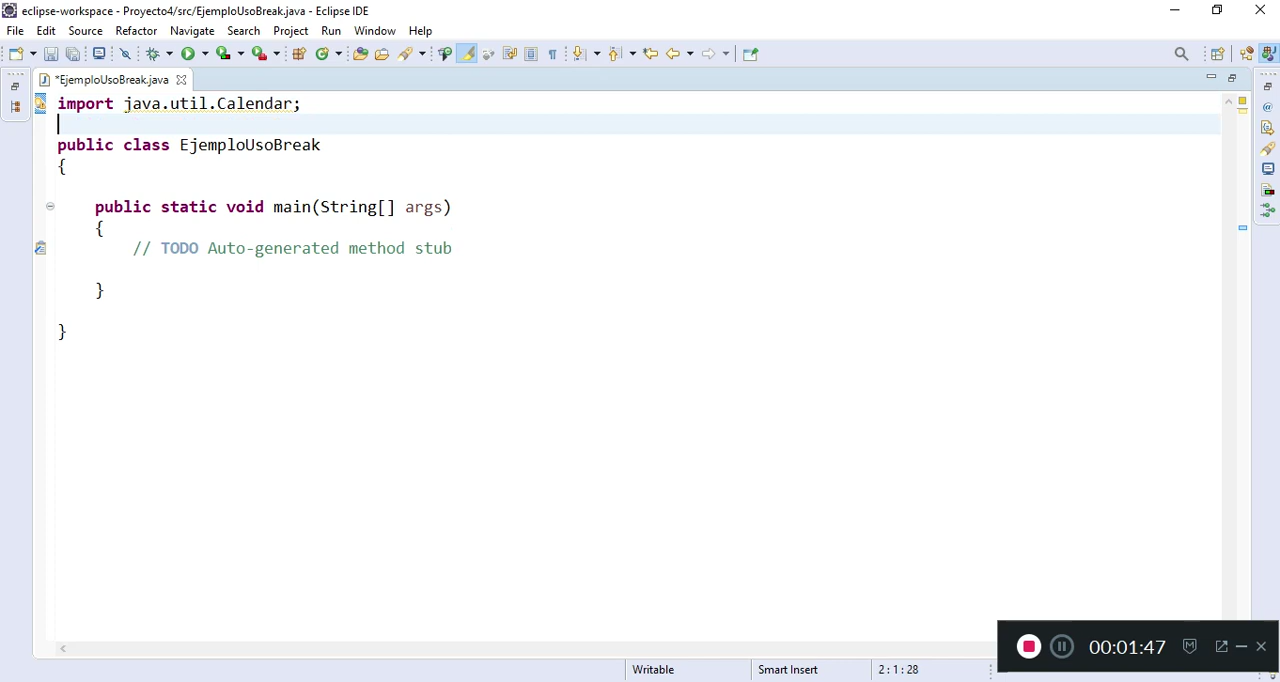 eclipse-workspace - Proyecto4/src/EjemploUsoBreak.java - Eclipse IDE
File Edit Source Refactor Navigate Search Project Run Window Help
*EjemploUsoBreak.java
import java.util.Calendar;
public class EjemploUsoBreak
{
public static void main(String[] args)
{
// TODO Auto-generated method stub
}
}
00:01:47
Writable Smart Insert 2:1:28